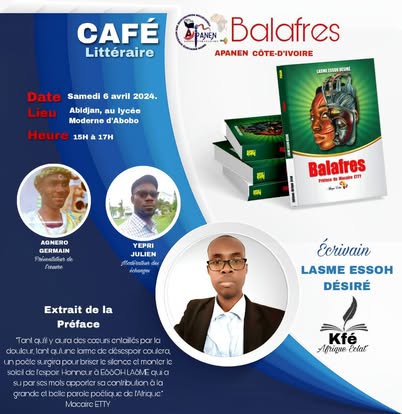 CAFÉ
Littéraire
APANEN
Balafres
APANEN CÔTE-D'IVOIRE
Date Samedi 6 avril 2024.
Lieu Abidjan, au lycée
Moderne d'Abobo
Heure 15H à 17H
LASME ESSOH DÉSIRÉ
Balafres
Préface de Macaire ETTY
AGNERO
GERMAIN
Présentateur de
l'œuvre
YEPRI
JULIEN
Modérateur des
échanges
Écrivain
LASME ESSOH
DÉSIRÉ
Kfé
Afrique Eclat
Extrait de la
Préface
"Tant qu'il y aura des cœurs entaillés par la
douleur, tant qu'une larme de désespoir coulera,
un poète surgira pour briser le silence et montrer le
soleil de l'espoir. Honneur à ESSOH LASME qui a
su par ses mots apporter sa contribution à la
grande et belle parole poétique de l'Afrique."
Macaire ETTY